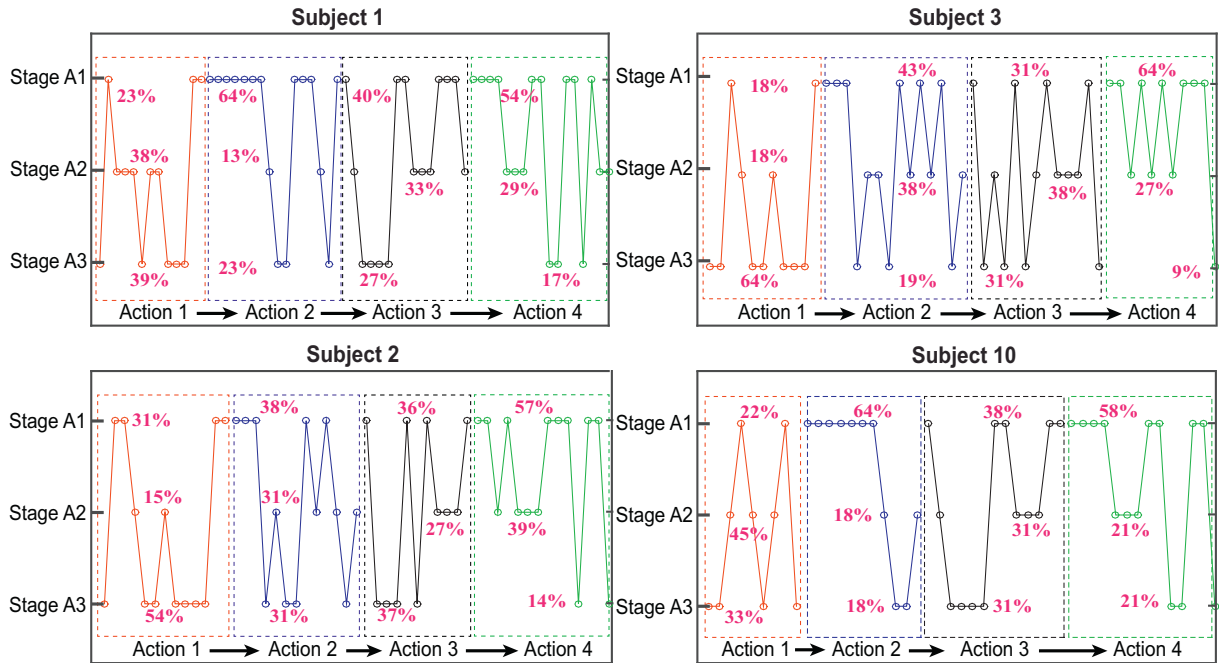 Subject 1
Stage A1
Stage A2
Stage A3
23%
38%
39%
64%
13%
23%
40%
33%
27%
54%
29%
17%
Action 1
Action 2
Action 3
Action 4
Subject 3
Stage A1
Stage A2
Stage A3
18%
18%
64%
43%
38%
19%
31%
38%
31%
64%
27%
9%
Action 1
Action 2
Action 3
Action 4
Subject 2
Stage A1
Stage A2
Stage A3
31%
15%
54%
38%
31%
31%
36%
27%
37%
57%
39%
14%
Action 1
Action 2
Action 3
Action 4
Subject 10
Stage A1
Stage A2
Stage A3
22%
45%
33%
64%
18%
18%
38%
31%
31%
58%
21%
21%
Action 1
Action 2
Action 3
Action 4